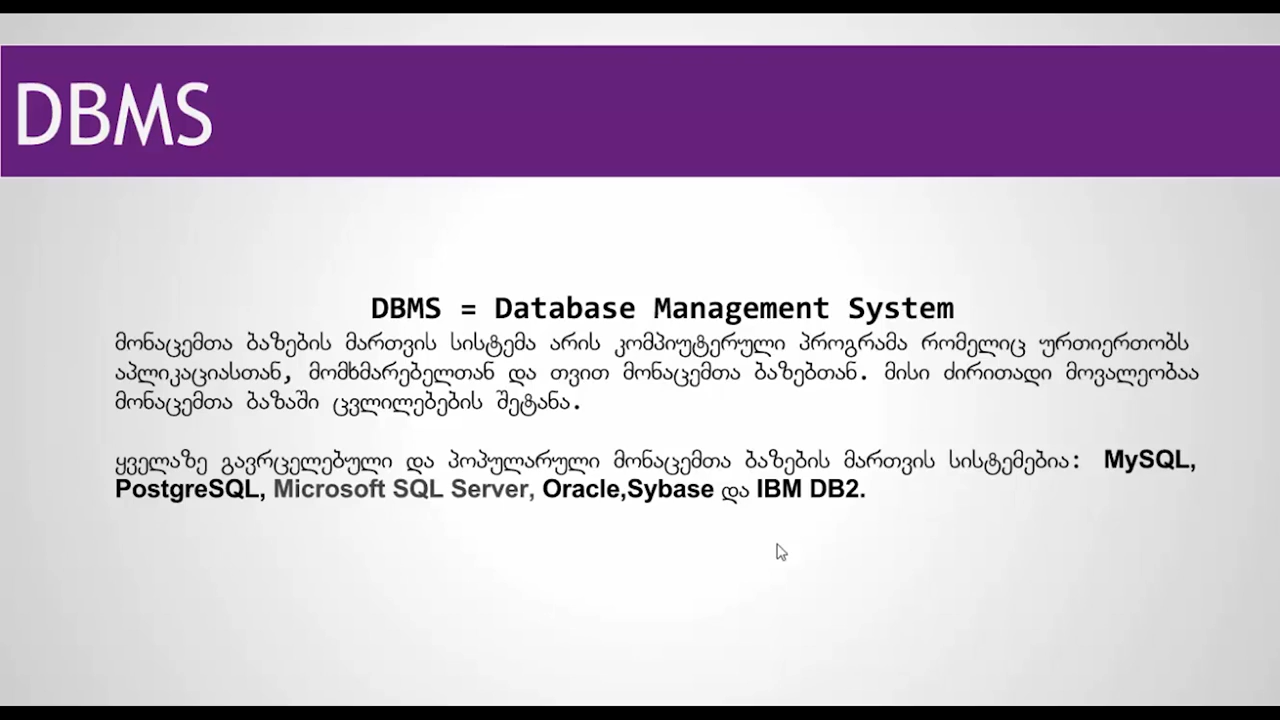 DBMS
DBMS = Database Management System
მონაცემთა ბაზების მართვის სისტემა არის კომპიუტერული პროგრამა რომელიც ურთიერთობს
აპლიკაციასთან, მომხმარებელთან და თვით მონაცემთა ბაზებთან. მისი ძირითადი მოვალეობაა
მონაცემთა ბაზაში ცვლილებების შეტანა.
ყველაზე გავრცელებული და პოპულარული მონაცემთა ბაზების მართვის სისტემებია: MySQL,
PostgreSQL, Microsoft SQL Server, Oracle,Sybase და IBM DB2.